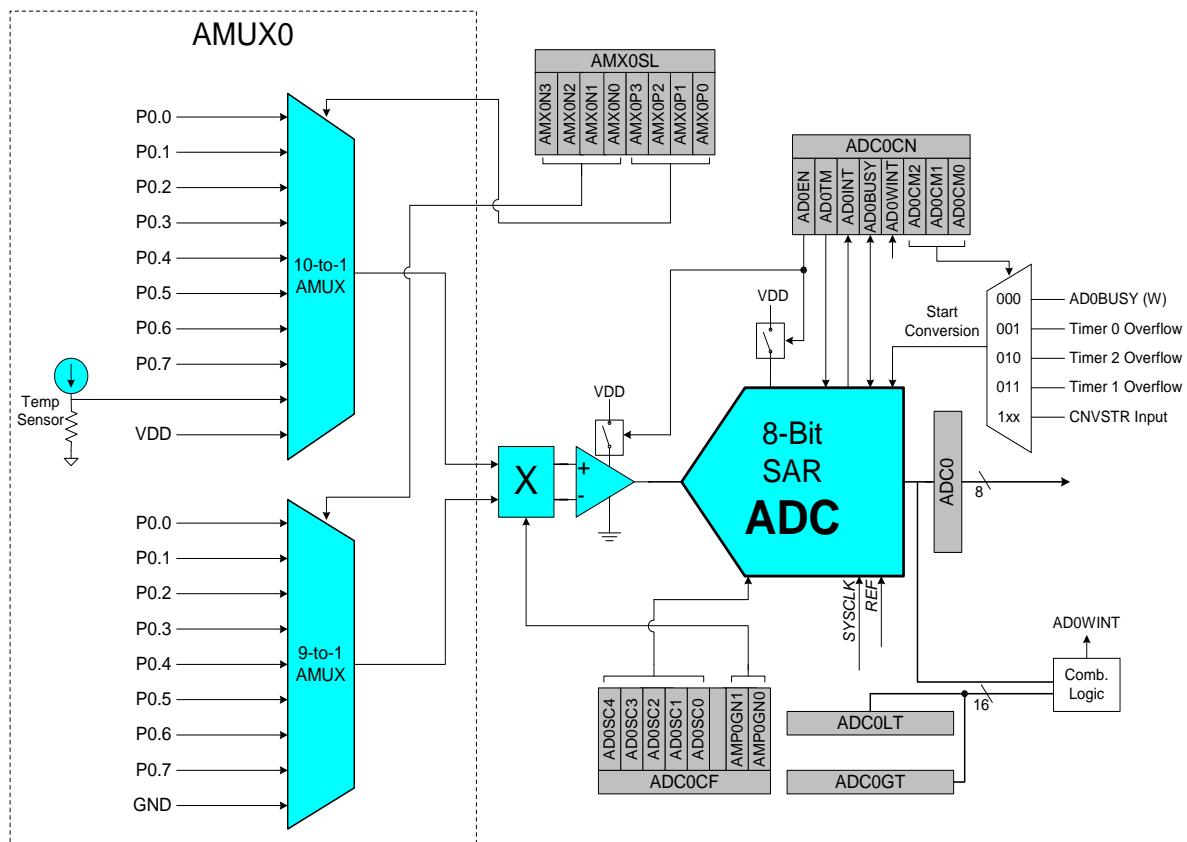 AMUX0
P0.0
P0.1
P0.2
P0.3
P0.4
P0.5
P0.6
P0.7
Temp
Sensor
VDD
10-to-1
AMUX
P0.0
P0.1
P0.2
P0.3
P0.4
P0.5
P0.6
P0.7
GND
9-to-1
AMUX
AMX0SL
AMX0N3
AMX0N2
AMX0N1
AMX0N0
AMX0P3
AMX0P2
AMX0P1
AMX0P0
ADC0CN
AD0EN
AD0TM
AD0INT
AD0BUSY
AD0WINT
AD0CM2
AD0CM1
AD0CM0
VDD
VDD
Start
Conversion
000
001
010
011
1xx
AD0BUSY (W)
Timer 0 Overflow
Timer 2 Overflow
Timer 1 Overflow
CNVSTR Input
X
+
-
8-Bit
SAR
ADC
ADC0
8
SYSCLK
REF
AD0WINT
Comb.
Logic
16
AD0SC4
AD0SC3
AD0SC2
AD0SC1
AD0SC0
AMP0GN1
AMP0GN0
ADC0CF
ADC0LT
ADC0GT